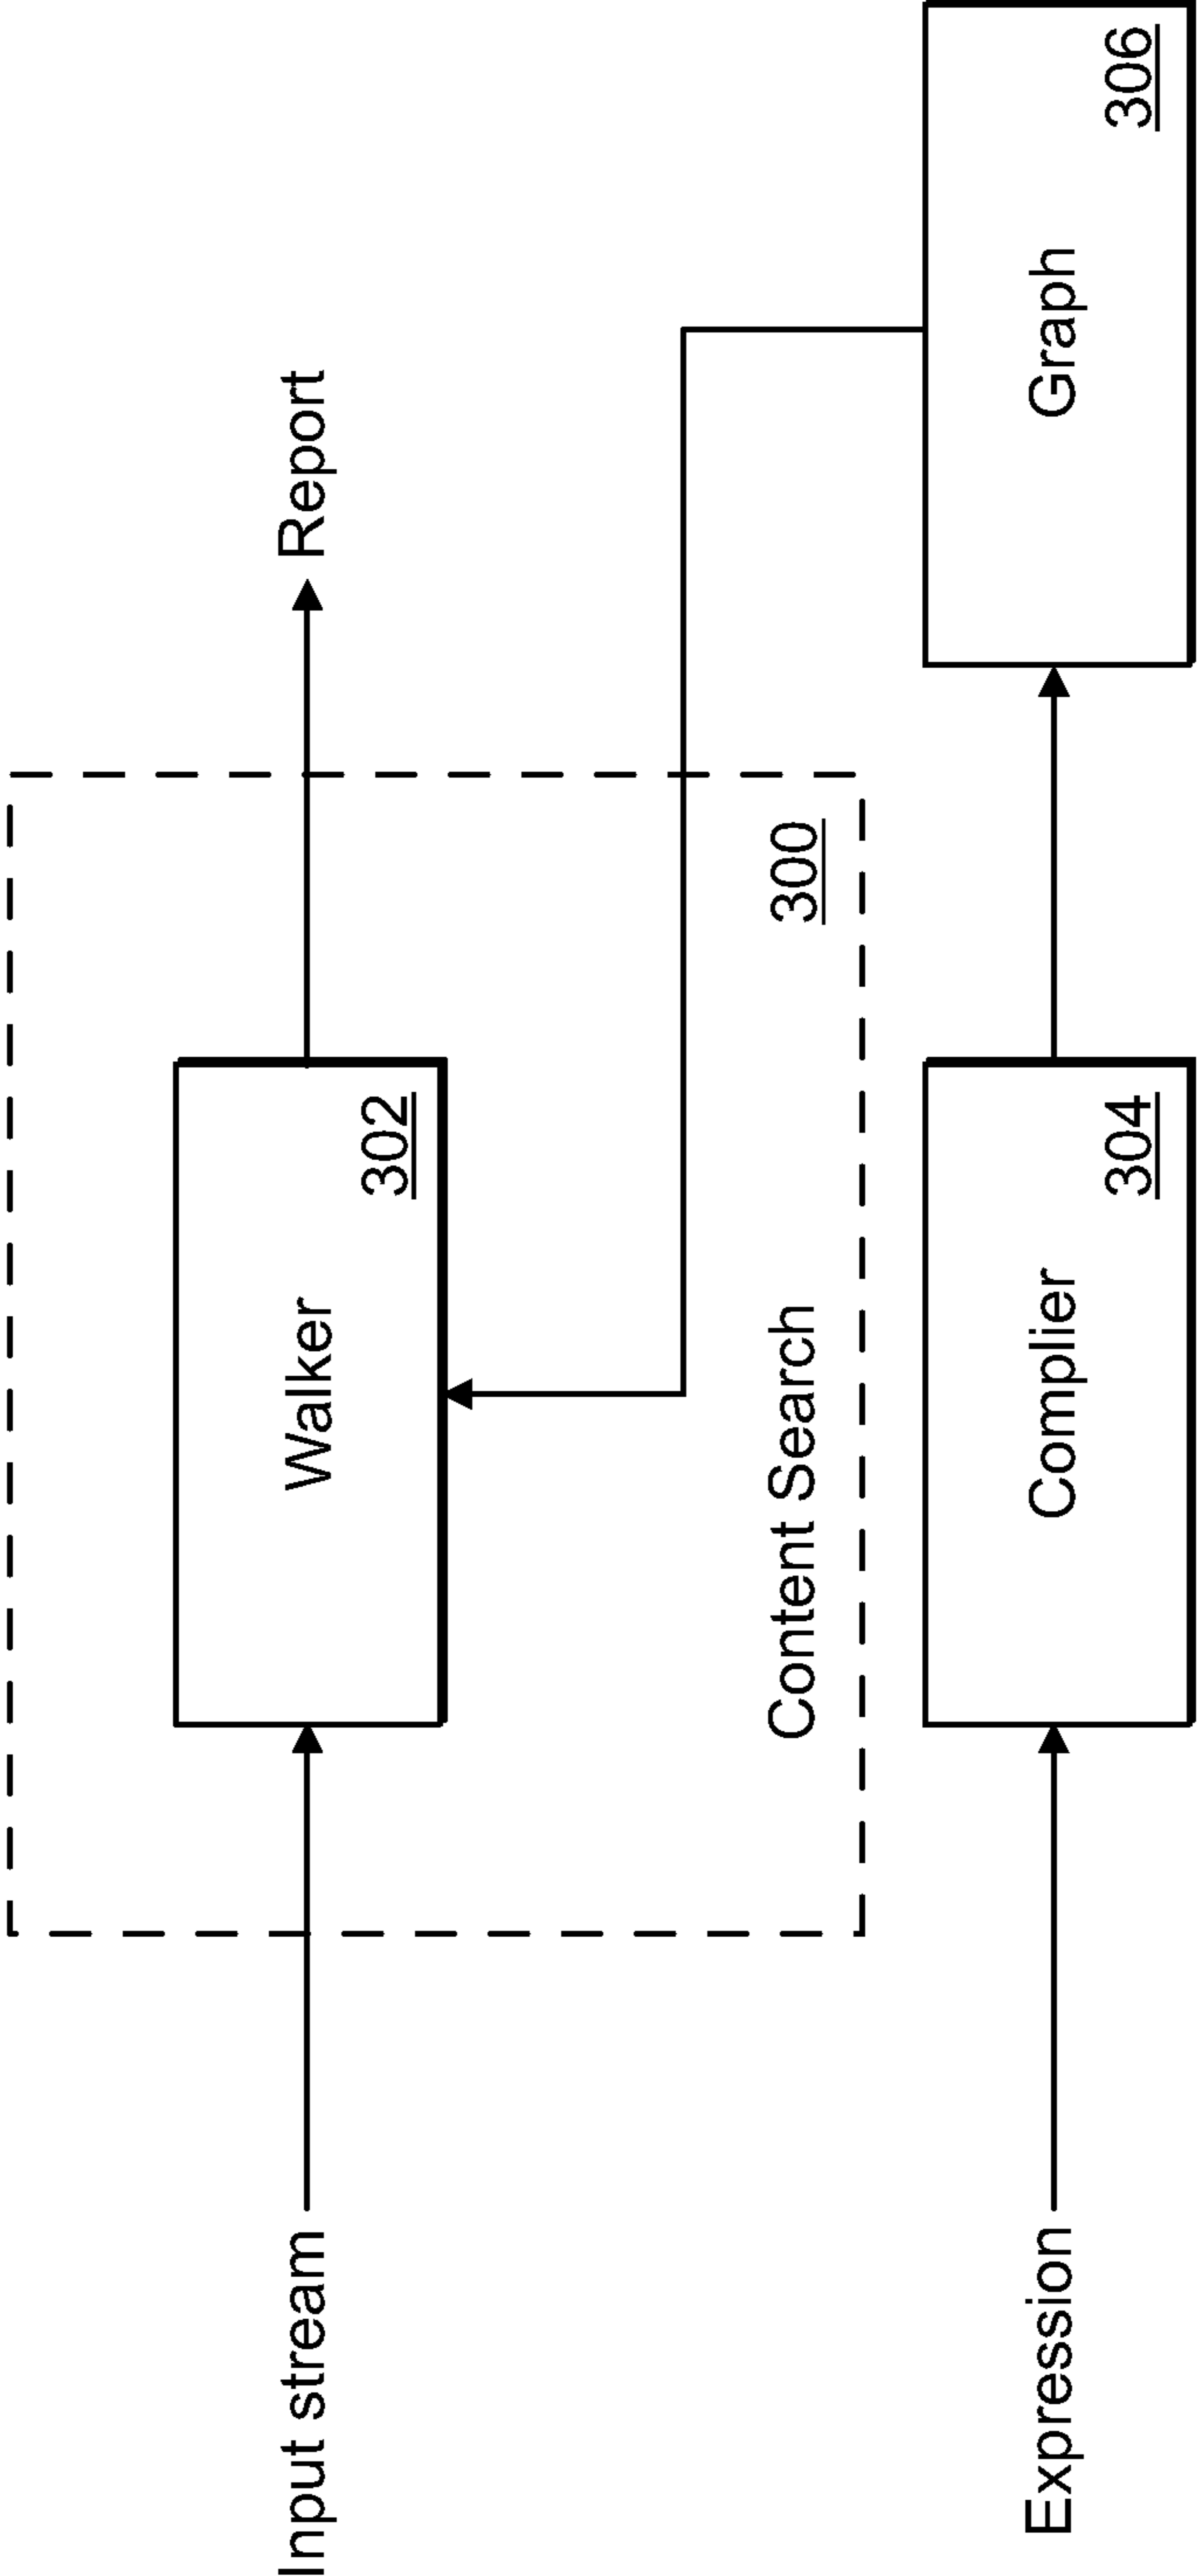 Input stream
Walker
302
Report
Content Search
300
Expression
Complier
304
Graph
306